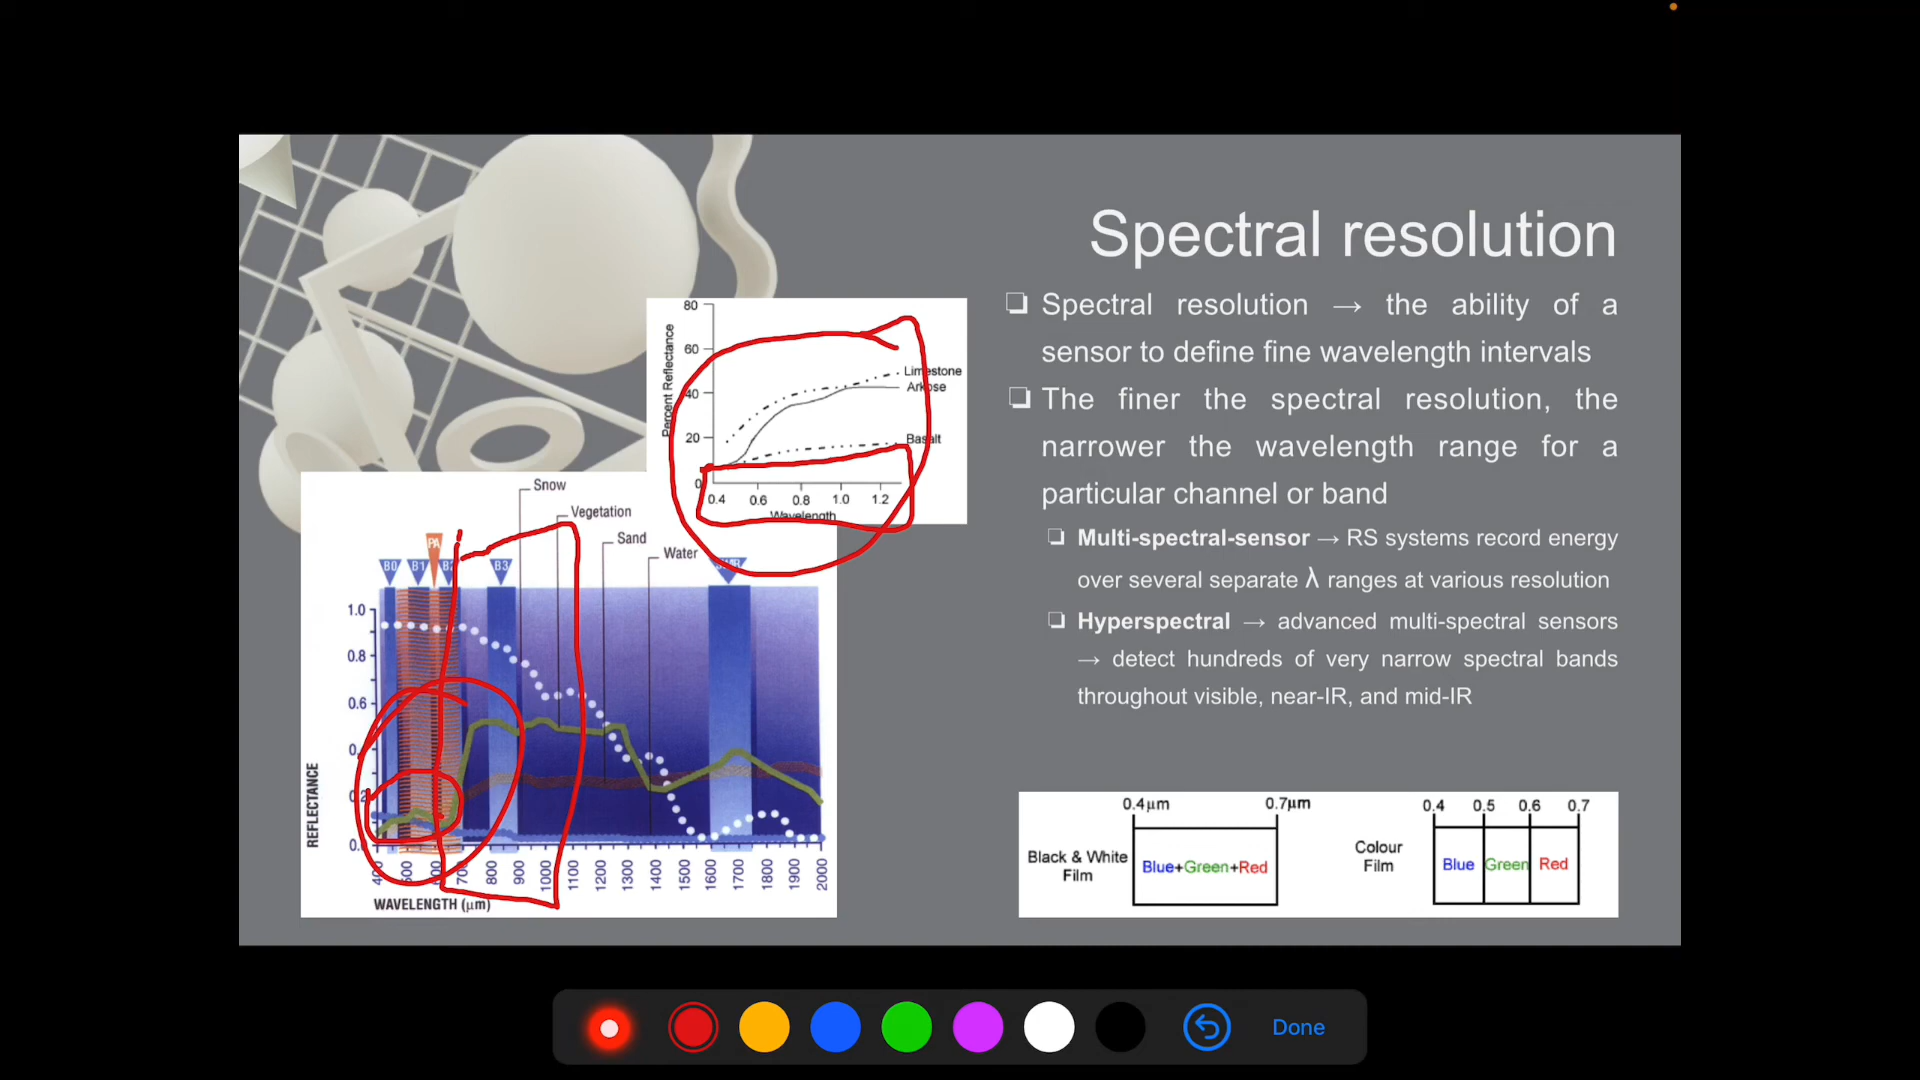 Spectral resolution
❏ Spectral resolution → the ability of a
sensor to define fine wavelength intervals
❏ The finer the spectral resolution, the
narrower the wavelength range for a
particular channel or band
❏ Multi-spectral-sensor → RS systems record energy
over several separate λ ranges at various resolution
❏ Hyperspectral → advanced multi-spectral sensors
→ detect hundreds of very narrow spectral bands
throughout visible, near-IR, and mid-IR
80
60
40
20
0
Percent Reflectance
Limestone
Arkose
Basalt
0.4 0.6 0.8 1.0 1.2
Wavelength
Snow
Vegetation
Sand
Water
PA
B0 B1 B2 B3
1.0
0.8
0.6
0.2
REFLECTANCE
800 900 1000 1100 1200 1300 1400 1500 1600 1700 1800 1900 2000
WAVELENGTH (μm)
0.4μm 0.7μm
Black & White
Film
Blue+Green+Red
0.4 0.5 0.6 0.7
Colour
Film
Blue Green Red
Done